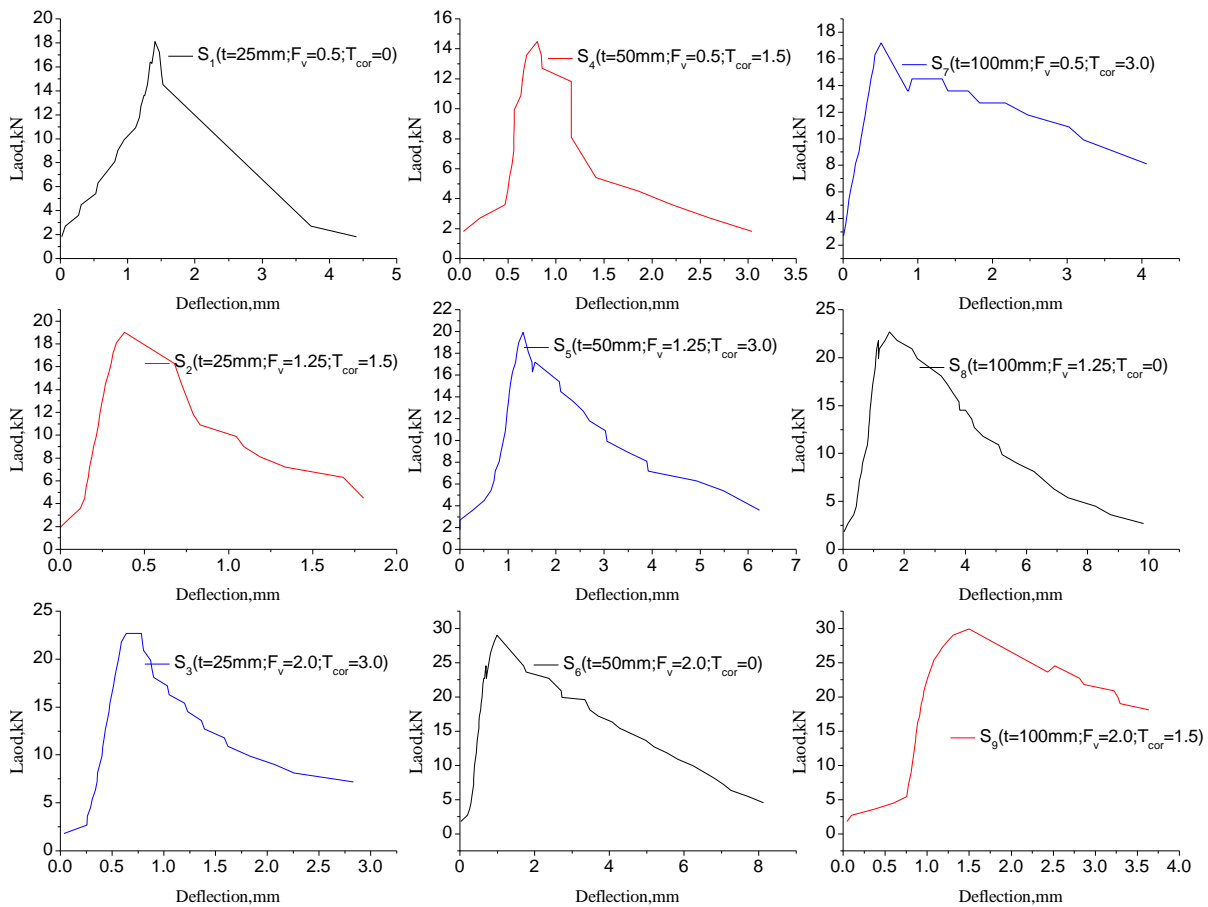 20
18
16
14
12
10
8
6
4
2
0
Laod,kN
S1(t=25mm;Fv=0.5;Tcor=0)
0 1 2 3 4 5
Deflection,mm
16
14
12
10
8
6
4
2
0
Laod,kN
S4(t=50mm;Fv=0.5;Tcor=1.5)
0.0 0.5 1.0 1.5 2.0 2.5 3.0 3.5
Deflection,mm
18
16
14
12
10
8
6
4
2
Laod,kN
S7(t=100mm;Fv=0.5;Tcor=3.0)
0 1 2 3 4
Deflection,mm
20
18
16
14
12
10
8
6
4
2
0
Laod,kN
S2(t=25mm;Fv=1.25;Tcor=1.5)
0.0 0.5 1.0 1.5 2.0
Deflection,mm
22
20
18
16
14
12
10
8
6
4
2
0
Laod,kN
S5(t=50mm;Fv=1.25;Tcor=3.0)
0 1 2 3 4 5 6 7
Deflection,mm
25
20
15
10
5
0
Laod,kN
S8(t=100mm;Fv=1.25;Tcor=0)
0 2 4 6 8 10
Deflection,mm
25
20
15
10
5
0
Laod,kN
S3(t=25mm;Fv=2.0;Tcor=3.0)
0.0 0.5 1.0 1.5 2.0 2.5 3.0
Deflection,mm
30
25
20
15
10
5
0
Laod,kN
S6(t=50mm;Fv=2.0;Tcor=0)
0 2 4 6 8
Deflection,mm
30
25
20
15
10
5
0
Laod,kN
S9(t=100mm;Fv=2.0;Tcor=1.5)
0.0 0.5 1.0 1.5 2.0 2.5 3.0 3.5 4.0
Deflection,mm